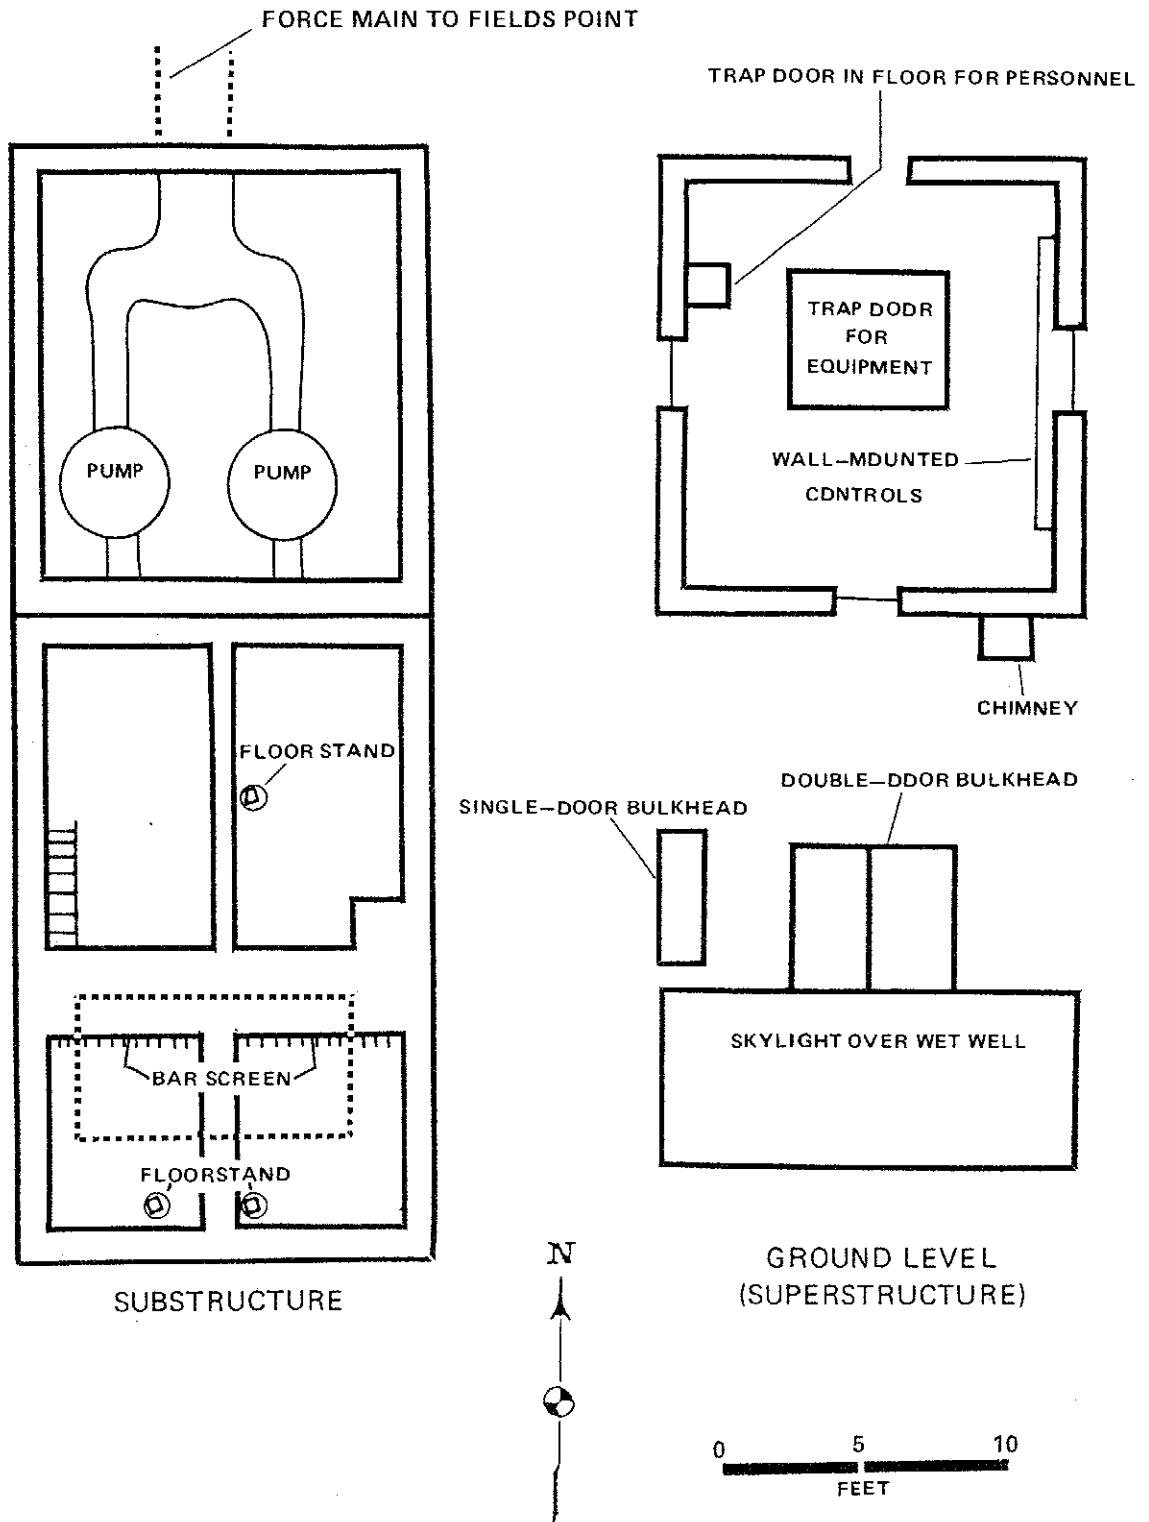 FORCE MAIN TO FIELDS POINT
TRAP DOOR IN FLOOR FOR PERSONNEL
TRAP DODR
FOR
EQUIPMENT
PUMP
PUMP
WALL-MDUNTED
CDNTROLS
CHIMNEY
FLOOR STAND
SINGLE-DOOR BULKHEAD
DOUBLE-DDOR BULKHEAD
SKYLIGHT OVER WET WELL
BAR SCREEN
FLOORSTAND
SUBSTRUCTURE
N
GROUND LEVEL
(SUPERSTRUCTURE)
0 5 10
FEET